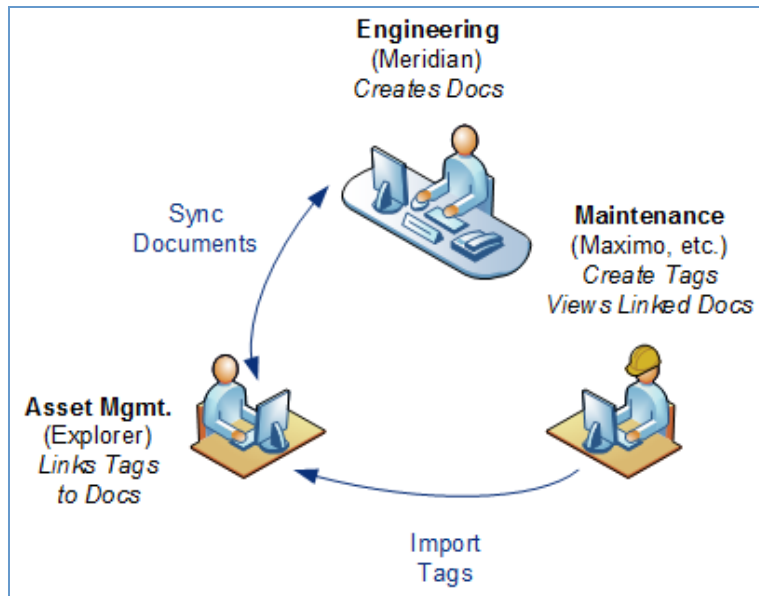 Engineering
(Meridian)
Creates Docs
Sync
Documents
Maintenance
(Maximo, etc.)
Create Tags
Views Linked Docs
Asset Mgmt.
(Explorer)
Links Tags
to Docs
Import
Tags